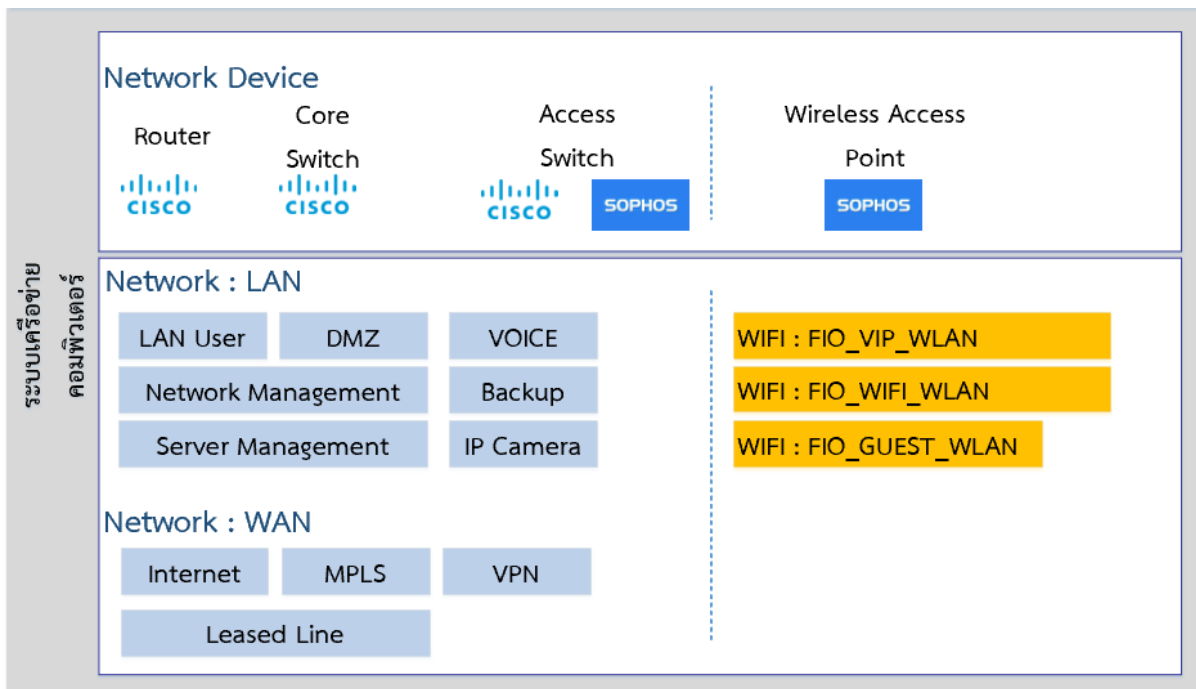 ระบบเครือข่าย
คอมพิวเตอร์
Network Device
Router
Core
Switch
Access
Switch
Wireless Access
Point
CISCO
CISCO
CISCO
SOPHOS
SOPHOS
Network : LAN
LAN User
DMZ
VOICE
Network Management
Backup
Server Management
IP Camera
WIFI : FIO_VIP_WLAN
WIFI : FIO_WIFI_WLAN
WIFI : FIO_GUEST_WLAN
Network : WAN
Internet
MPLS
VPN
Leased Line